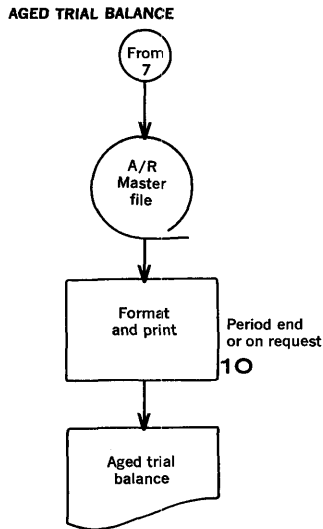 AGED TRIAL BALANCE
From
7
A/R
Master
file
Format
and print
Period end
or on request
10
Aged trial
balance